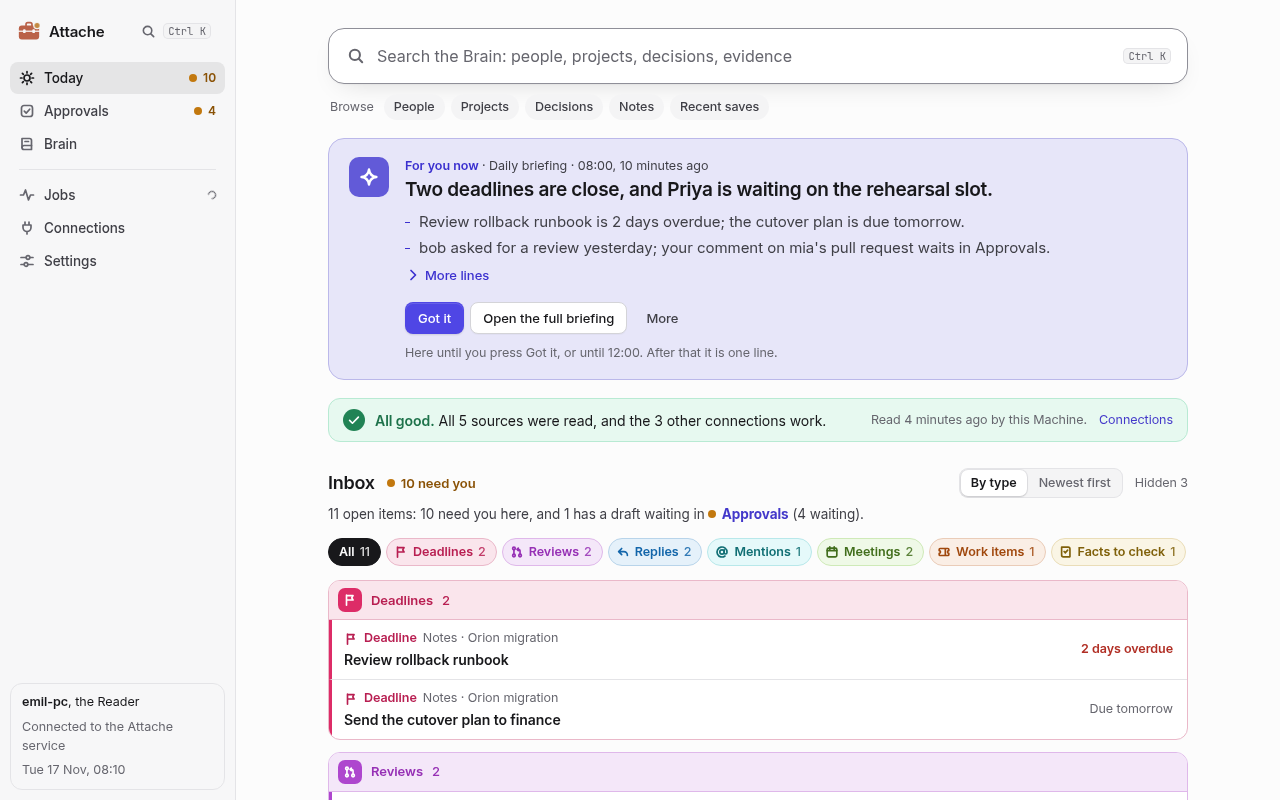 Attache
Ctrl K
Today 10
Approvals 4
Brain
Jobs
Connections
Settings
emil-pc, the Reader
Connected to the Attache
service
Tue 17 Nov, 08:10
Search the Brain: people, projects, decisions, evidence
Ctrl K
Browse People Projects Decisions Notes Recent saves
For you now · Daily briefing · 08:00, 10 minutes ago
Two deadlines are close, and Priya is waiting on the rehearsal slot.
- Review rollback runbook is 2 days overdue; the cutover plan is due tomorrow.
- bob asked for a review yesterday; your comment on mia's pull request waits in Approvals.
More lines
Got it Open the full briefing More
Here until you press Got it, or until 12:00. After that it is one line.
All good. All 5 sources were read, and the 3 other connections work. Read 4 minutes ago by this Machine. Connections
Inbox 10 need you By type Newest first Hidden 3
11 open items: 10 need you here, and 1 has a draft waiting in Approvals (4 waiting).
All 11 Deadlines 2 Reviews 2 Replies 2 Mentions 1 Meetings 2 Work items 1 Facts to check 1
Deadlines 2
Deadline Notes · Orion migration
Review rollback runbook
2 days overdue
Deadline Notes · Orion migration
Send the cutover plan to finance
Due tomorrow
Reviews 2